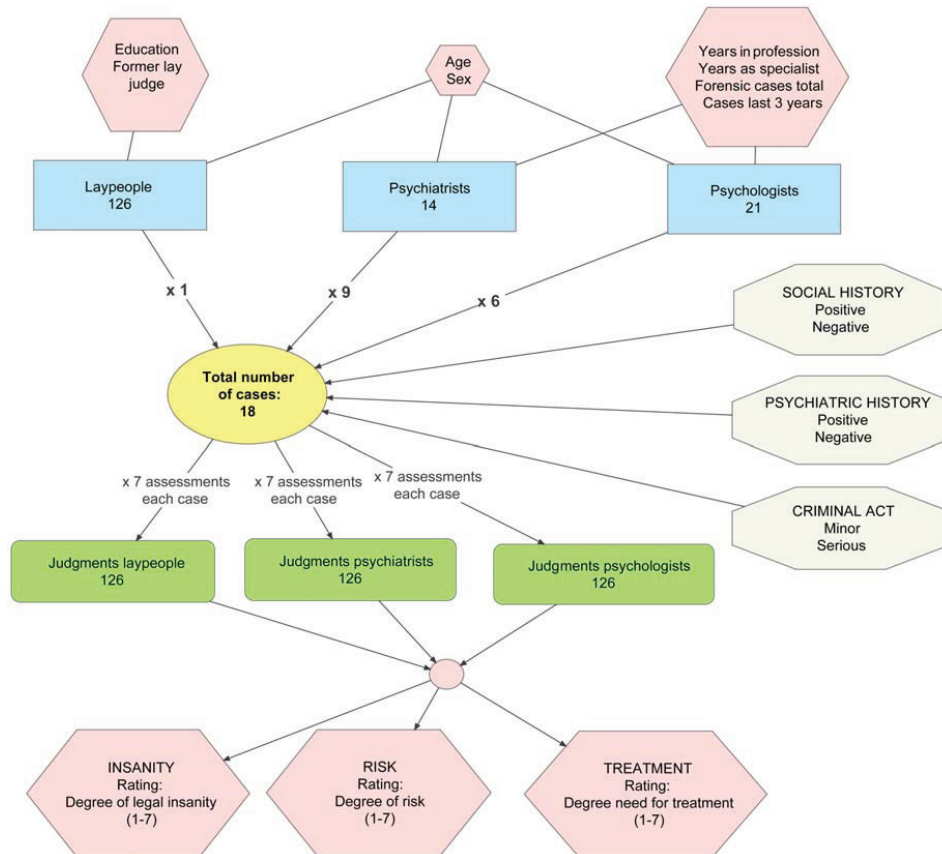 Education
Former lay
judge
Age
Sex
Years in profession
Years as specialist
Forensic cases total
Cases last 3 years
Laypeople
126
Psychiatrists
14
Psychologists
21
x 1
x 9
x 6
SOCIAL HISTORY
Positive
Negative
Total number
of cases:
18
PSYCHIATRIC HISTORY
Positive
Negative
x 7 assessments
each case
x 7 assessments
each case
x 7 assessments
each case
CRIMINAL ACT
Minor
Serious
Judgments laypeople
126
Judgments psychiatrists
126
Judgments psychologists
126
INSANITY
Rating:
Degree of legal insanity
(1-7)
RISK
Rating:
Degree of risk
(1-7)
TREATMENT
Rating:
Degree need for treatment
(1-7)